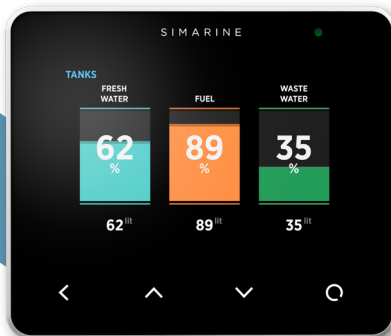 SIMARINE
TANKS
FRESH WATER
FUEL
WASTE WATER
62 %
89 %
35 %
62 lit
89 lit
35 lit